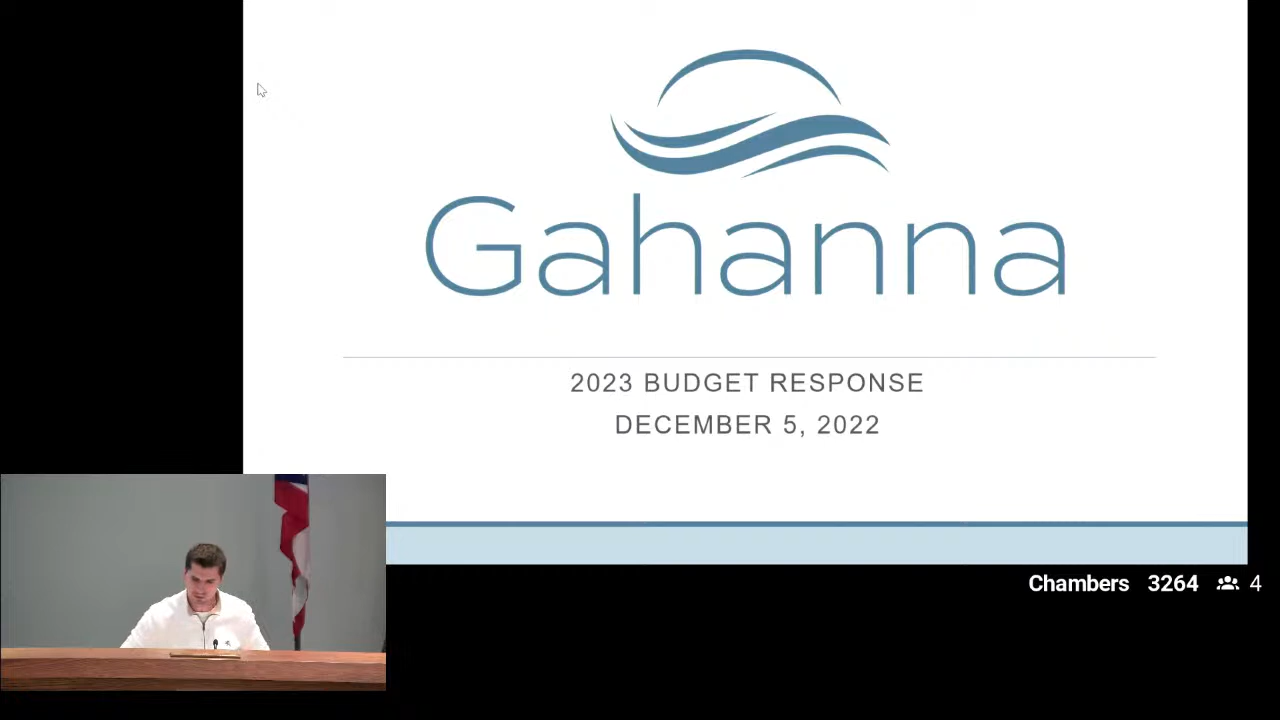 Gahanna
2023 BUDGET RESPONSE
DECEMBER 5, 2022
Chambers 3264 4